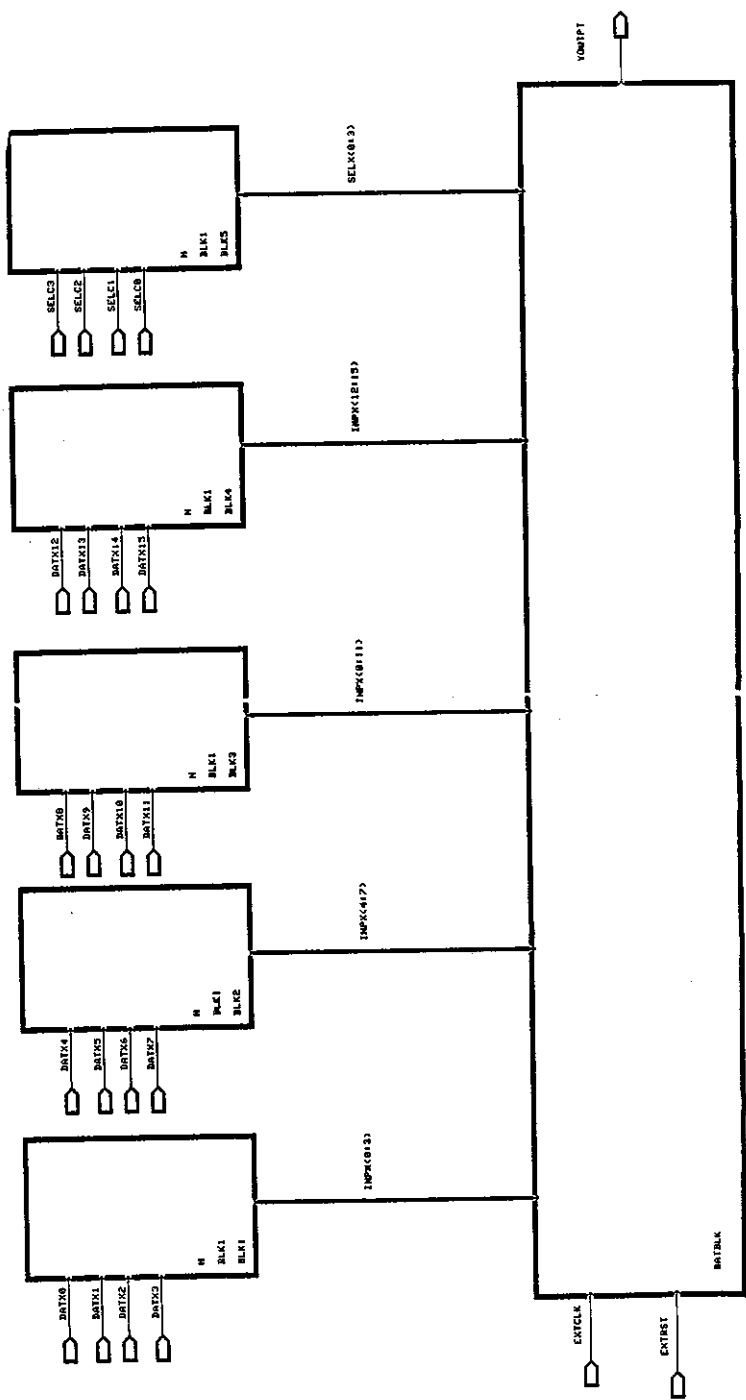 DATX0
DATX1
DATX2
DATX3
M
BLK1
BLK1
INPX<0:3>
DATX4
DATX5
DATX6
DATX7
M
BLK1
BLK2
INPX<4:7>
DATX8
DATX9
DATX10
DATX11
M
BLK1
BLK3
INPX<8:11>
DATX12
DATX13
DATX14
DATX15
M
BLK1
BLK4
INPX<12:15>
SELC3
SELC2
SELC1
SELC0
M
BLK1
BLK5
SELX<0:3>
EXTCLK
EXTRST
DATBLK
YOUTPT